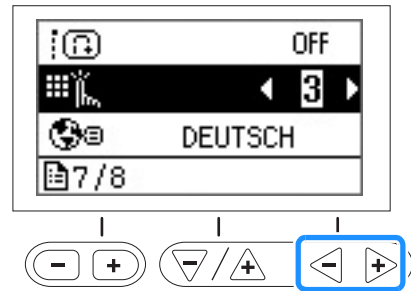 OFF
3
DEUTSCH
7/8
- + -/+ - +